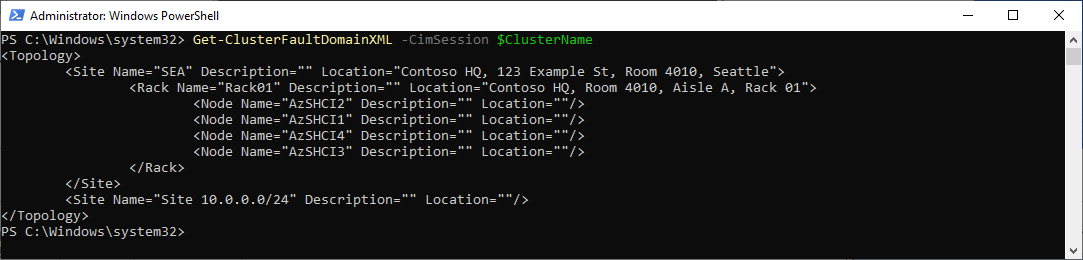 Administrator: Windows PowerShell
PS C:\Windows\system32> Get-ClusterFaultDomainXML -CimSession $ClusterName
<Topology>
        <Site Name="SEA" Description="" Location="Contoso HQ, 123 Example St, Room 4010, Seattle">
                <Rack Name="Rack01" Description="" Location="Contoso HQ, Room 4010, Aisle A, Rack 01">
                        <Node Name="AzSHCI2" Description="" Location=""/>
                        <Node Name="AzSHCI1" Description="" Location=""/>
                        <Node Name="AzSHCI4" Description="" Location=""/>
                        <Node Name="AzSHCI3" Description="" Location=""/>
                </Rack>
        </Site>
        <Site Name="Site 10.0.0.0/24" Description="" Location=""/>
</Topology>
PS C:\Windows\system32>